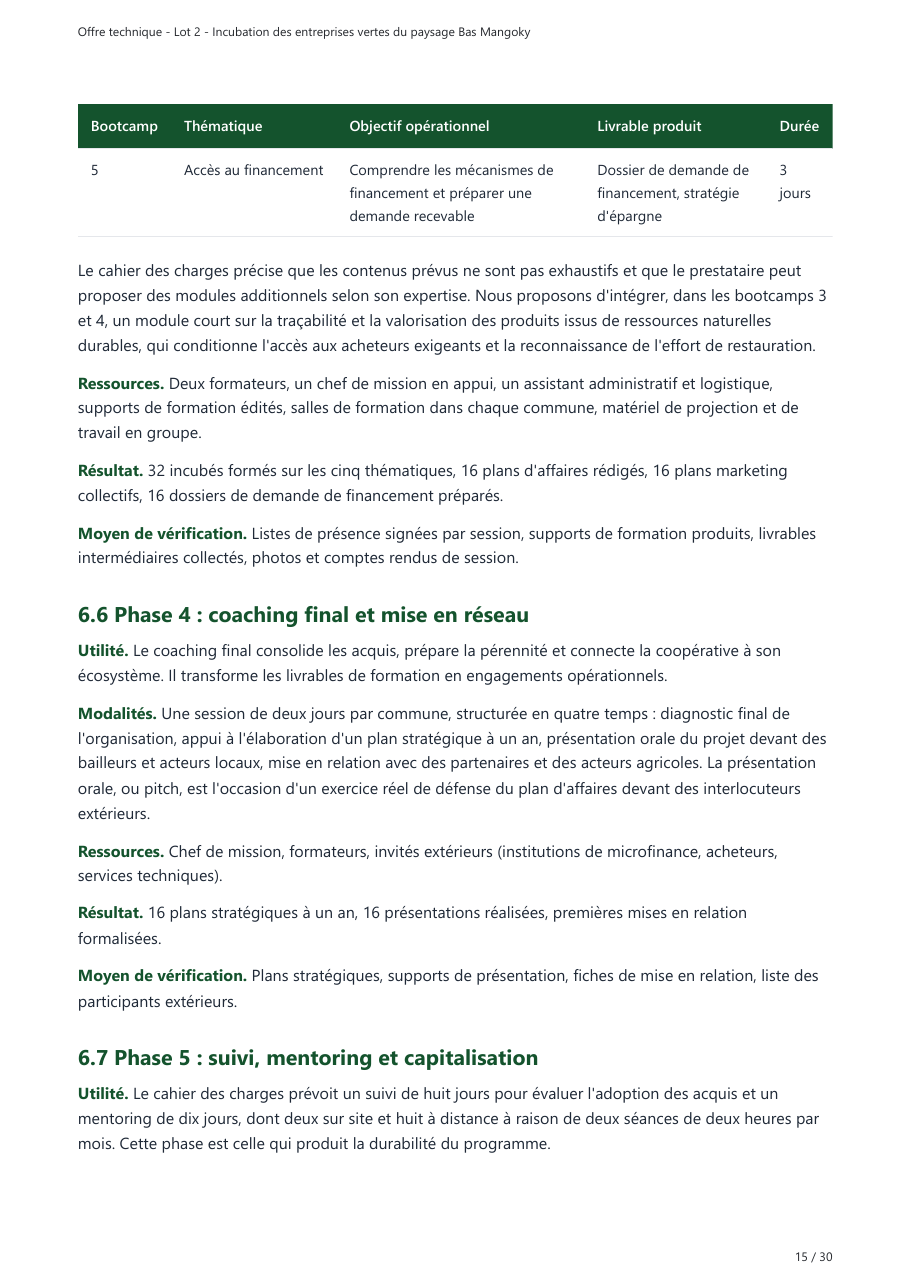 Offre technique - Lot 2 - Incubation des entreprises vertes du paysage Bas Mangoky
Bootcamp Thématique Objectif opérationnel Livrable produit Durée
5 Accès au financement Comprendre les mécanismes de Dossier de demande de 3
financement et préparer une financement, stratégie jours
demande recevable d'épargne
Le cahier des charges précise que les contenus prévus ne sont pas exhaustifs et que le prestataire peut
proposer des modules additionnels selon son expertise. Nous proposons d'intégrer, dans les bootcamps 3
et 4, un module court sur la traçabilité et la valorisation des produits issus de ressources naturelles
durables, qui conditionne l'accès aux acheteurs exigeants et la reconnaissance de l'effort de restauration.
Ressources. Deux formateurs, un chef de mission en appui, un assistant administratif et logistique,
supports de formation édités, salles de formation dans chaque commune, matériel de projection et de
travail en groupe.
Résultat. 32 incubés formés sur les cinq thématiques, 16 plans d'affaires rédigés, 16 plans marketing
collectifs, 16 dossiers de demande de financement préparés.
Moyen de vérification. Listes de présence signées par session, supports de formation produits, livrables
intermédiaires collectés, photos et comptes rendus de session.
6.6 Phase 4 : coaching final et mise en réseau
Utilité. Le coaching final consolide les acquis, prépare la pérennité et connecte la coopérative à son
écosystème. Il transforme les livrables de formation en engagements opérationnels.
Modalités. Une session de deux jours par commune, structurée en quatre temps : diagnostic final de
l'organisation, appui à l'élaboration d'un plan stratégique à un an, présentation orale du projet devant des
bailleurs et acteurs locaux, mise en relation avec des partenaires et des acteurs agricoles. La présentation
orale, ou pitch, est l'occasion d'un exercice réel de défense du plan d'affaires devant des interlocuteurs
extérieurs.
Ressources. Chef de mission, formateurs, invités extérieurs (institutions de microfinance, acheteurs,
services techniques).
Résultat. 16 plans stratégiques à un an, 16 présentations réalisées, premières mises en relation
formalisées.
Moyen de vérification. Plans stratégiques, supports de présentation, fiches de mise en relation, liste des
participants extérieurs.
6.7 Phase 5 : suivi, mentoring et capitalisation
Utilité. Le cahier des charges prévoit un suivi de huit jours pour évaluer l'adoption des acquis et un
mentoring de dix jours, dont deux sur site et huit à distance à raison de deux séances de deux heures par
mois. Cette phase est celle qui produit la durabilité du programme.
15 / 30